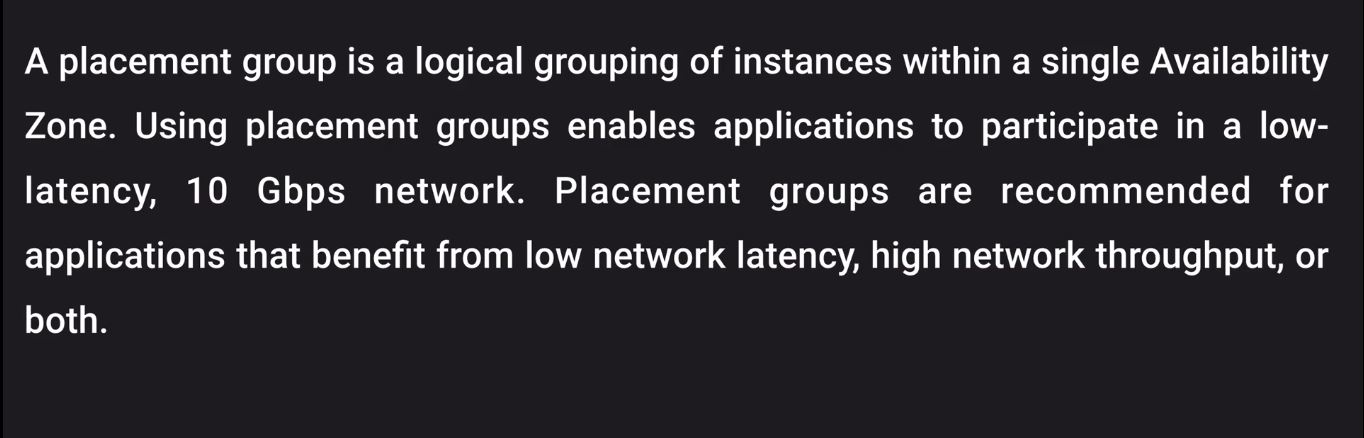 A placement group is a logical grouping of instances within a single Availability
Zone. Using placement groups enables applications to participate in a low-
latency, 10 Gbps network. Placement groups are recommended for
applications that benefit from low network latency, high network throughput, or
both.